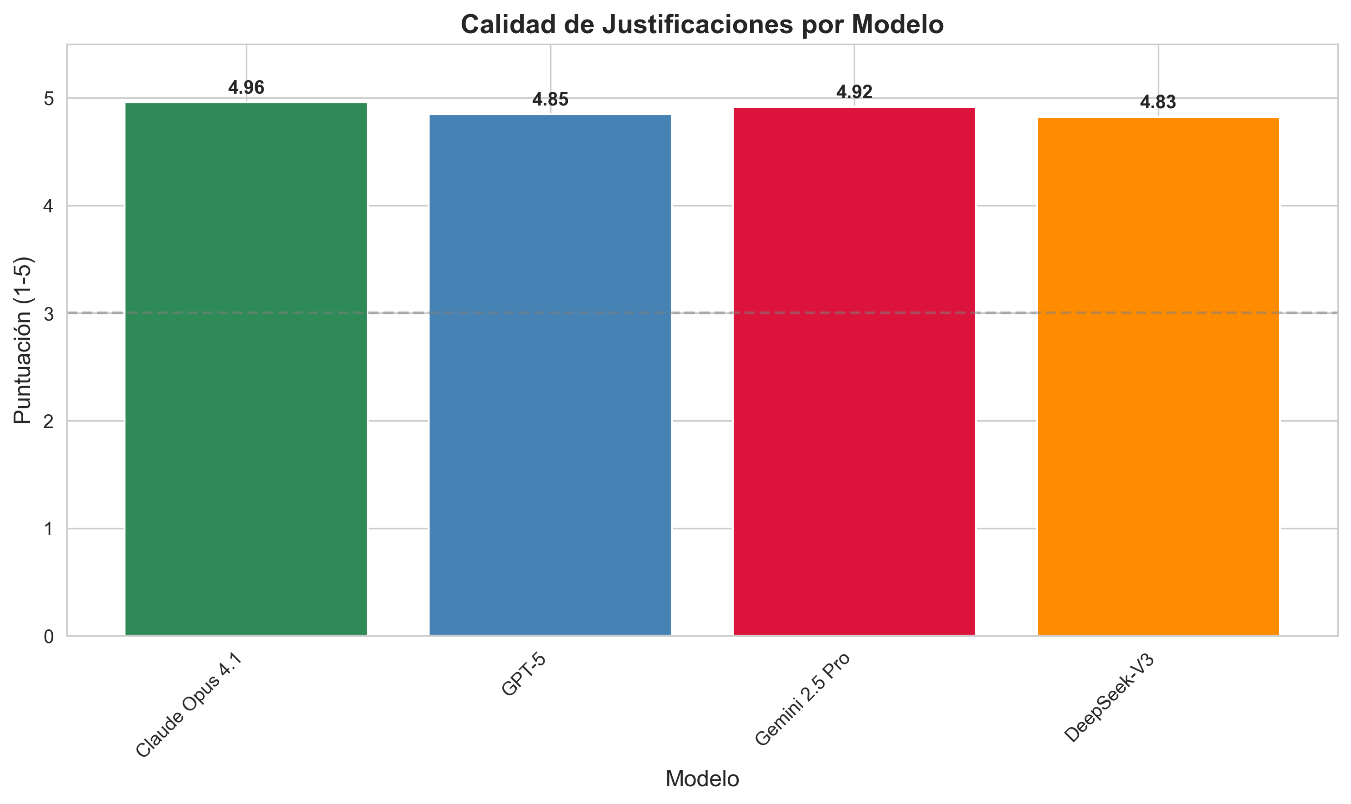 Calidad de Justificaciones por Modelo
4.96
4.85
4.92
4.83
5
4
3
2
1
0
Puntuación (1-5)
Claude Opus 4.1
GPT-5
Gemini 2.5 Pro
DeepSeek-V3
Modelo